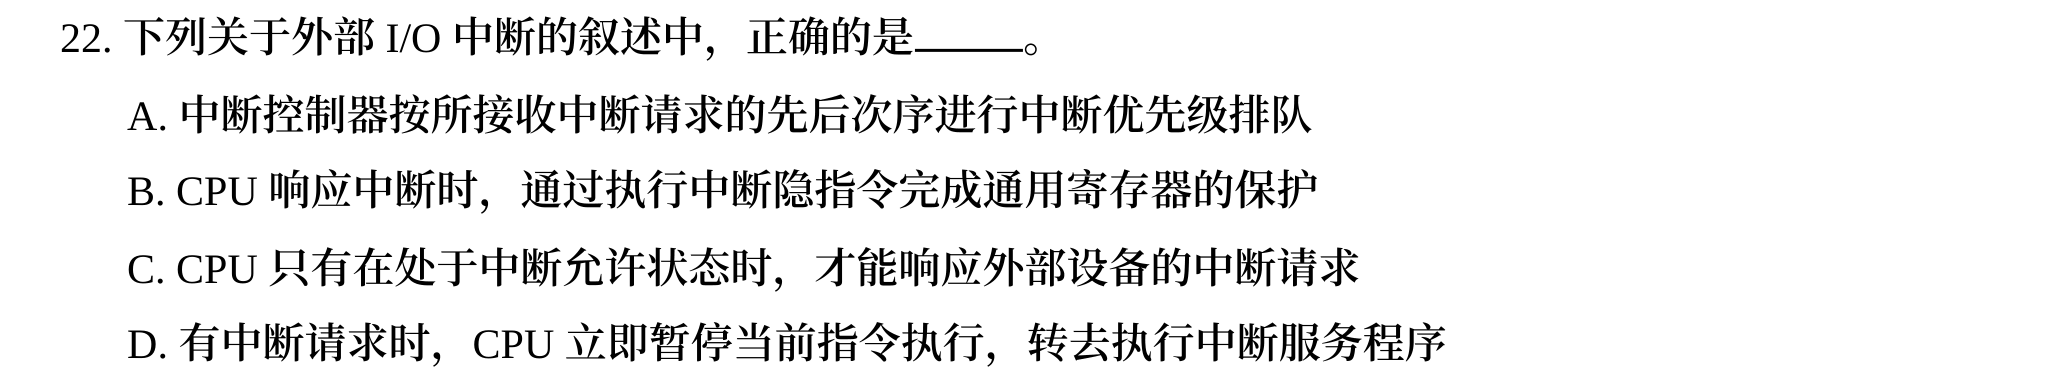 22. 下列关于外部 I/O 中断的叙述中，正确的是_____。
A. 中断控制器按所接收中断请求的先后次序进行中断优先级排队
B. CPU 响应中断时，通过执行中断隐指令完成通用寄存器的保护
C. CPU 只有在处于中断允许状态时，才能响应外部设备的中断请求
D. 有中断请求时，CPU 立即暂停当前指令执行，转去执行中断服务程序